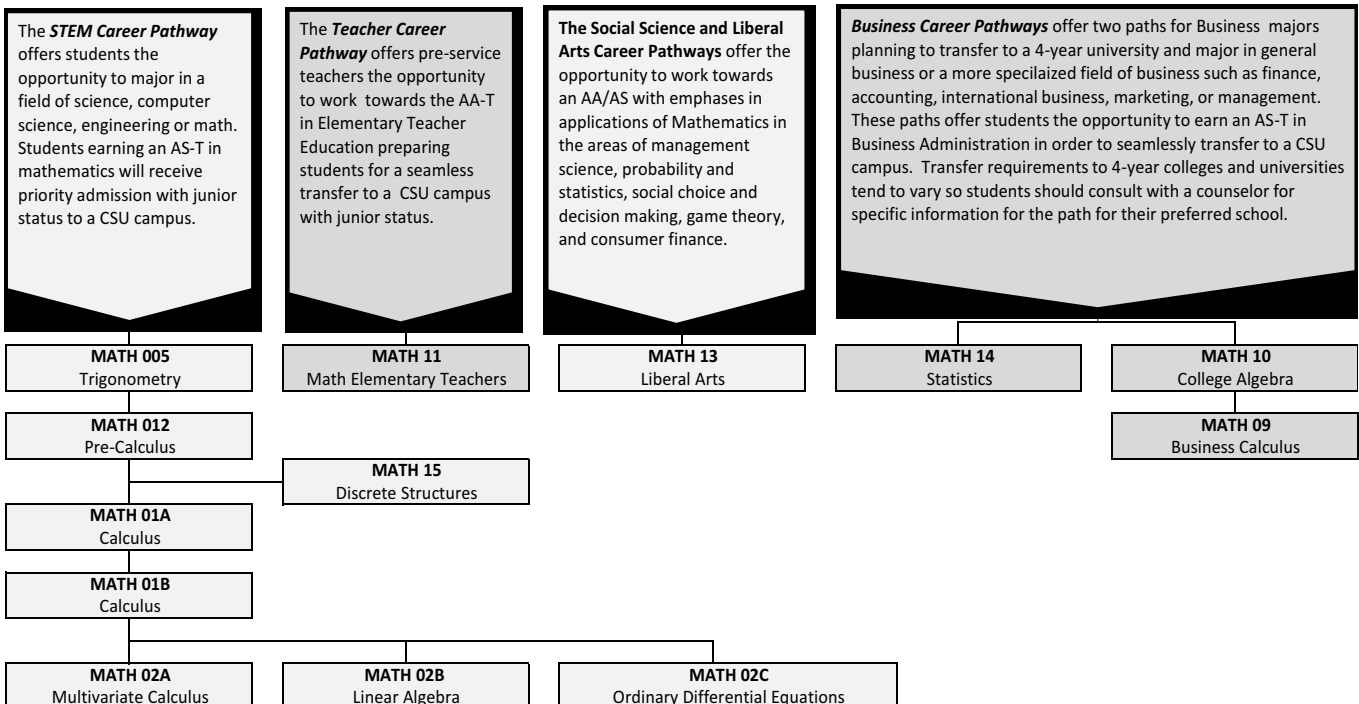 The STEM Career Pathway
offers students the
opportunity to major in a
field of science, computer
science, engineering or math.
Students earning an AS-T in
mathematics will receive
priority admission with junior
status to a CSU campus.
The Teacher Career
Pathway offers pre-service
teachers the opportunity
to work towards the AA-T
in Elementary Teacher
Education preparing
students for a seamless
transfer to a CSU campus
with junior status.
The Social Science and Liberal
Arts Career Pathways offer the
opportunity to work towards
an AA/AS with emphases in
applications of Mathematics in
the areas of management
science, probability and
statistics, social choice and
decision making, game theory,
and consumer finance.
Business Career Pathways offer two paths for Business majors
planning to transfer to a 4-year university and major in general
business or a more specilaized field of business such as finance,
accounting, international business, marketing, or management.
These paths offer students the opportunity to earn an AS-T in
Business Administration in order to seamlessly transfer to a CSU
campus. Transfer requirements to 4-year colleges and universities
tend to vary so students should consult with a counselor for
specific information for the path for their preferred school.
MATH 005
Trigonometry
MATH 11
Math Elementary Teachers
MATH 13
Liberal Arts
MATH 14
Statistics
MATH 10
College Algebra
MATH 012
Pre-Calculus
MATH 09
Business Calculus
MATH 15
Discrete Structures
MATH 01A
Calculus
MATH 01B
Calculus
MATH 02A
Multivariate Calculus
MATH 02B
Linear Algebra
MATH 02C
Ordinary Differential Equations